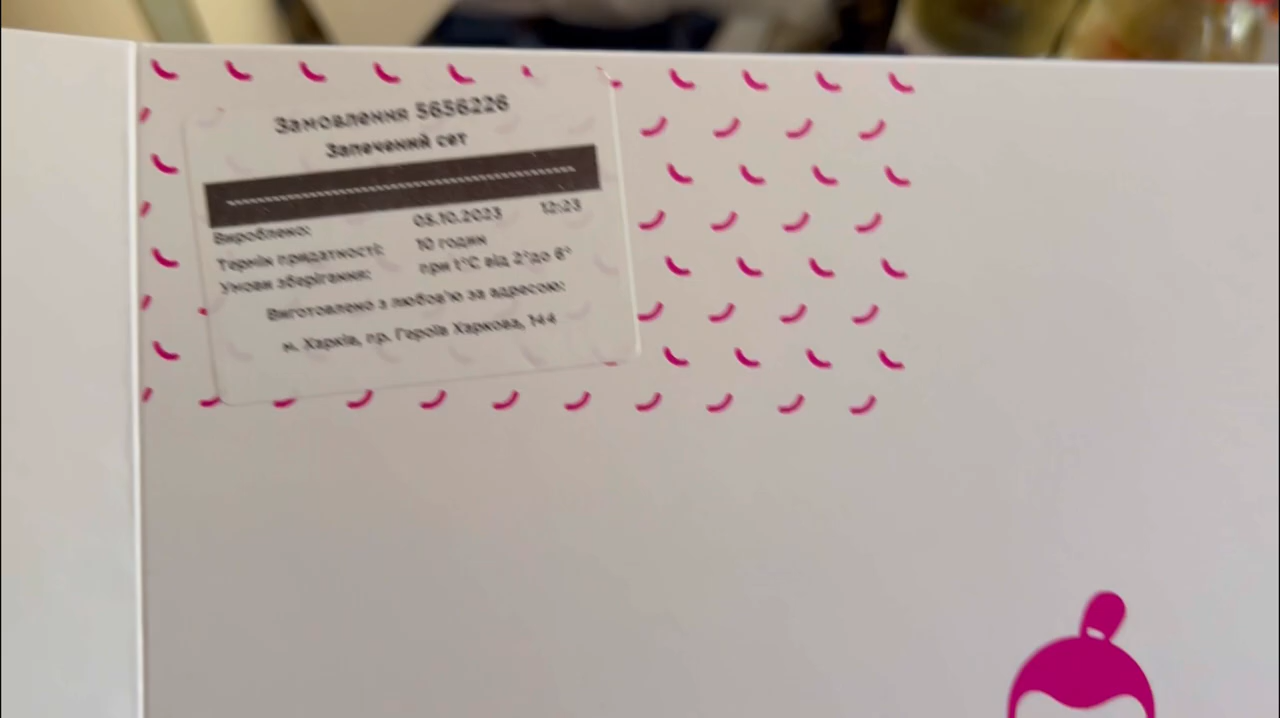 Замовлення 5656226
Запечений сет
Вироблено: 05.10.2023 12:23
Термін придатності: 10 годин
Умови зберігання: при t°C від 2°до 6°
Виготовлено з любов'ю за адресою:
м. Харків, пр. Героїв Харкова, 144